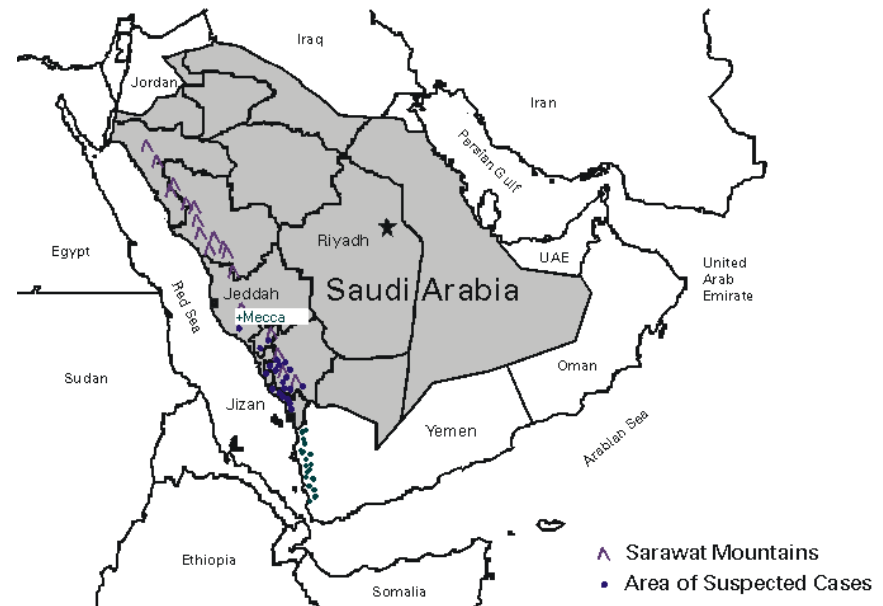 Iraq
Jordan
Iran
Persian Gulf
Egypt
Riyadh
UAE
United
Arab
Emirate
Red Sea
Jeddah
Saudi Arabia
+Mecca
Oman
Sudan
Jizan
Yemen
Arabian Sea
Ethiopia
Somalia
Sarawat Mountains
Area of Suspected Cases